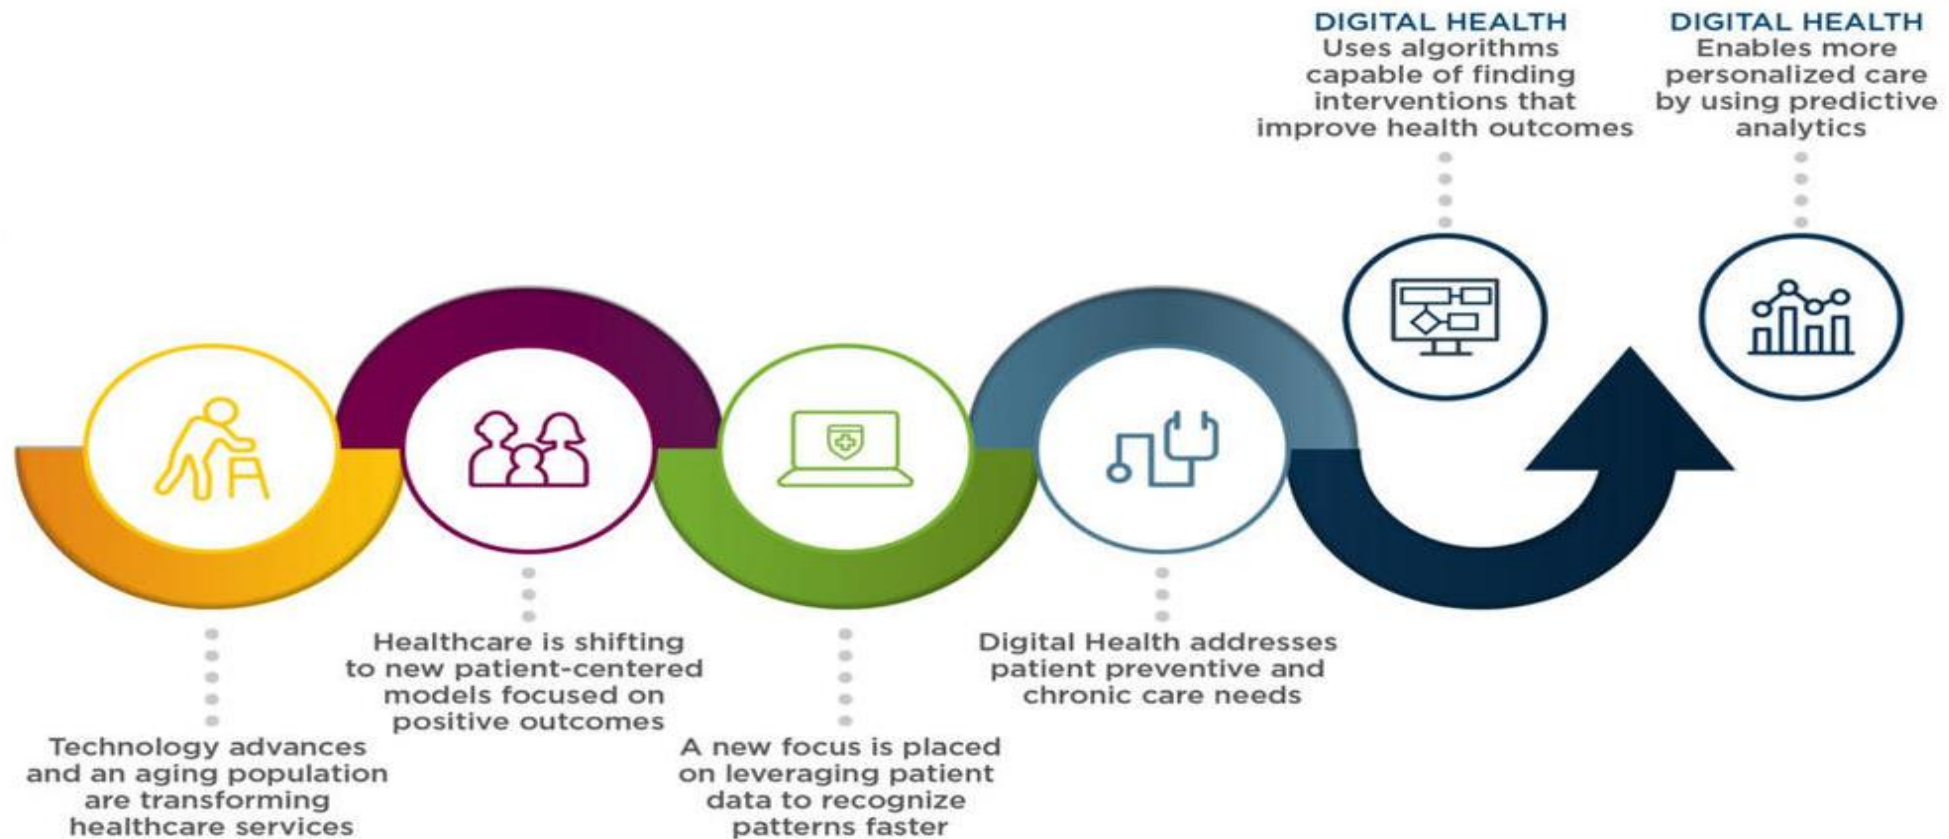 Technology advances
and an aging population
are transforming
healthcare services
Healthcare is shifting
to new patient-centered
models focused on
positive outcomes
A new focus is placed
on leveraging patient
data to recognize
patterns faster
Digital Health addresses
patient preventive and
chronic care needs
DIGITAL HEALTH
Uses algorithms
capable of finding
interventions that
improve health outcomes
DIGITAL HEALTH
Enables more
personalized care
by using predictive
analytics